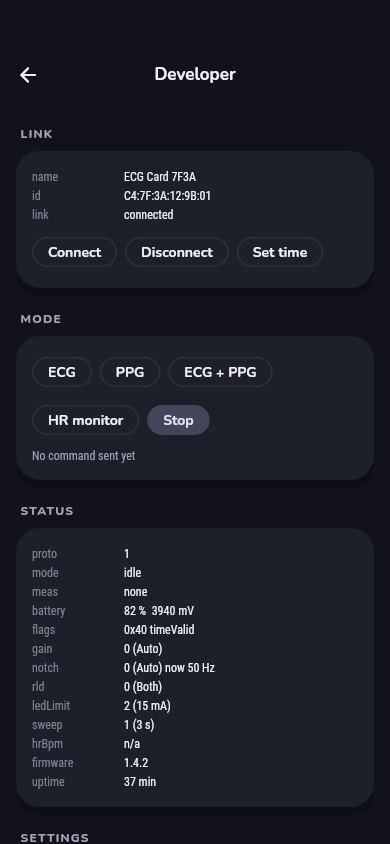 Developer
LINK
name ECG Card 7F3A
id C4:7F:3A:12:9B:01
link connected
Connect Disconnect Set time
MODE
ECG PPG ECG + PPG
HR monitor Stop
No command sent yet
STATUS
proto 1
mode idle
meas none
battery 82 % 3940 mV
flags 0x40 timeValid
gain 0 (Auto)
notch 0 (Auto) now 50 Hz
rld 0 (Both)
ledLimit 2 (15 mA)
sweep 1 (3 s)
hrBpm n/a
firmware 1.4.2
uptime 37 min
SETTINGS